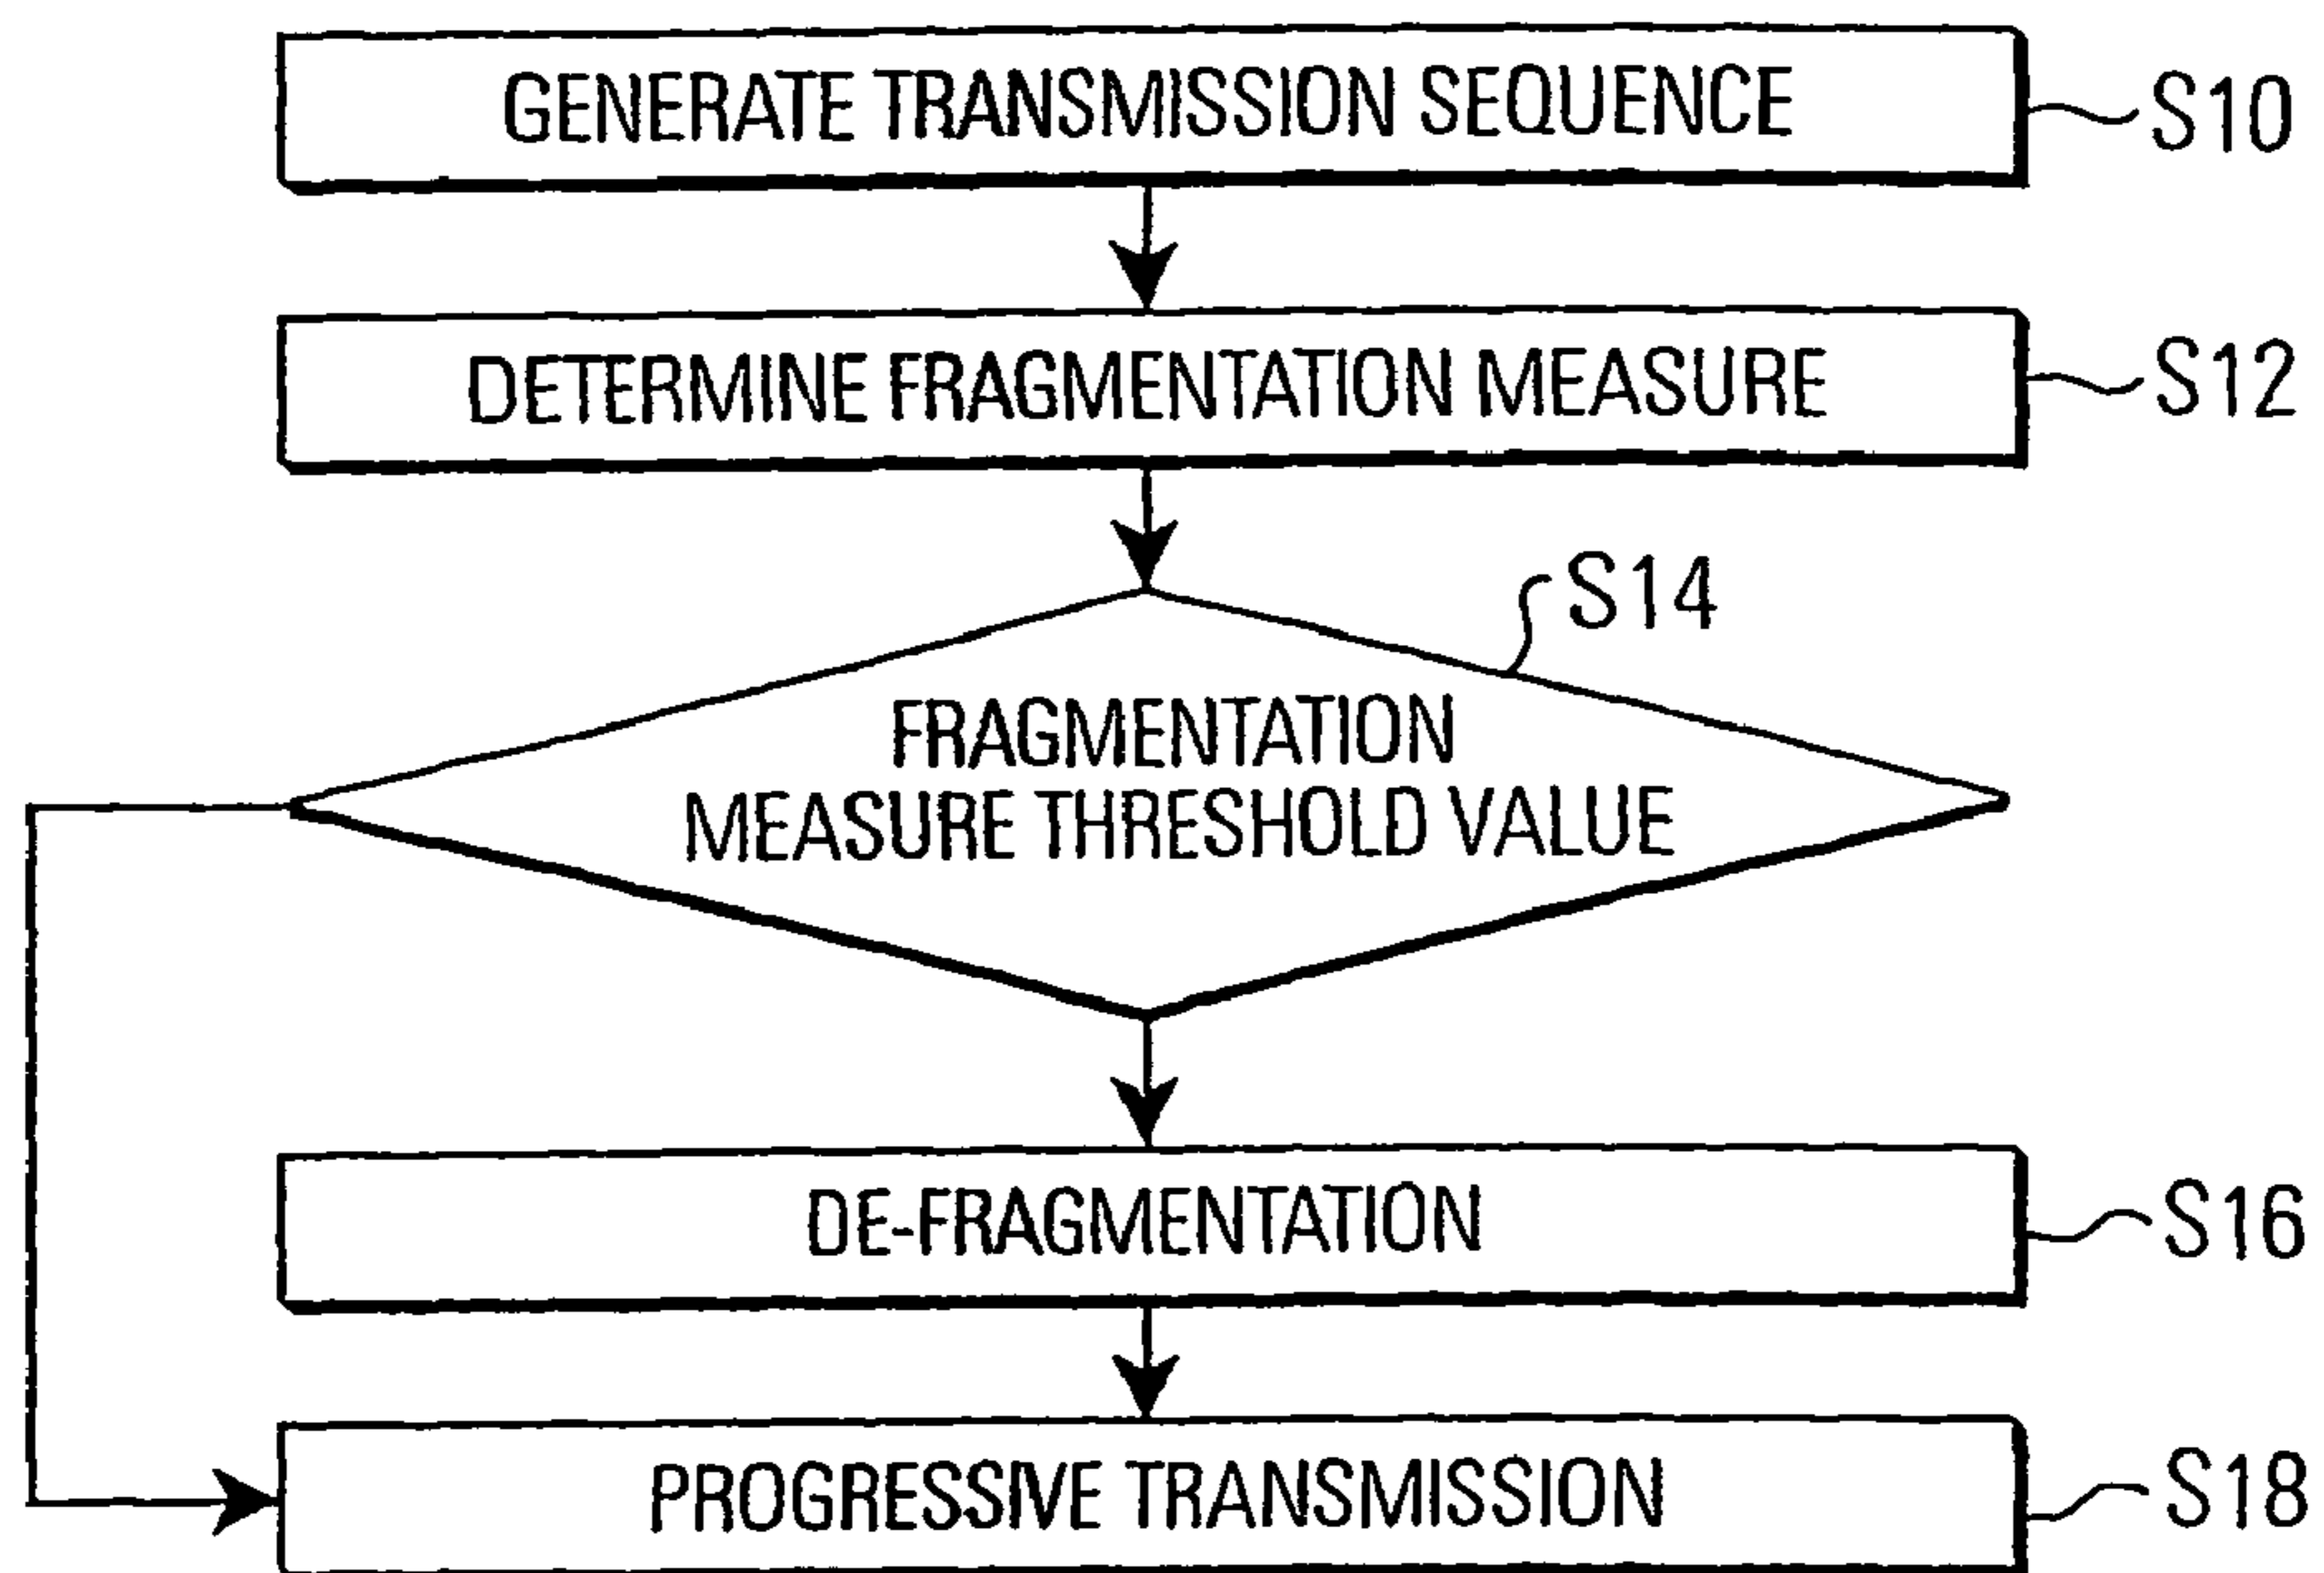 GENERATE TRANSMISSION SEQUENCE
S10
DETERMINE FRAGMENTATION MEASURE
S12
S14
FRAGMENTATION
MEASURE THRESHOLD VALUE
DE-FRAGMENTATION
S16
PROGRESSIVE TRANSMISSION
S18